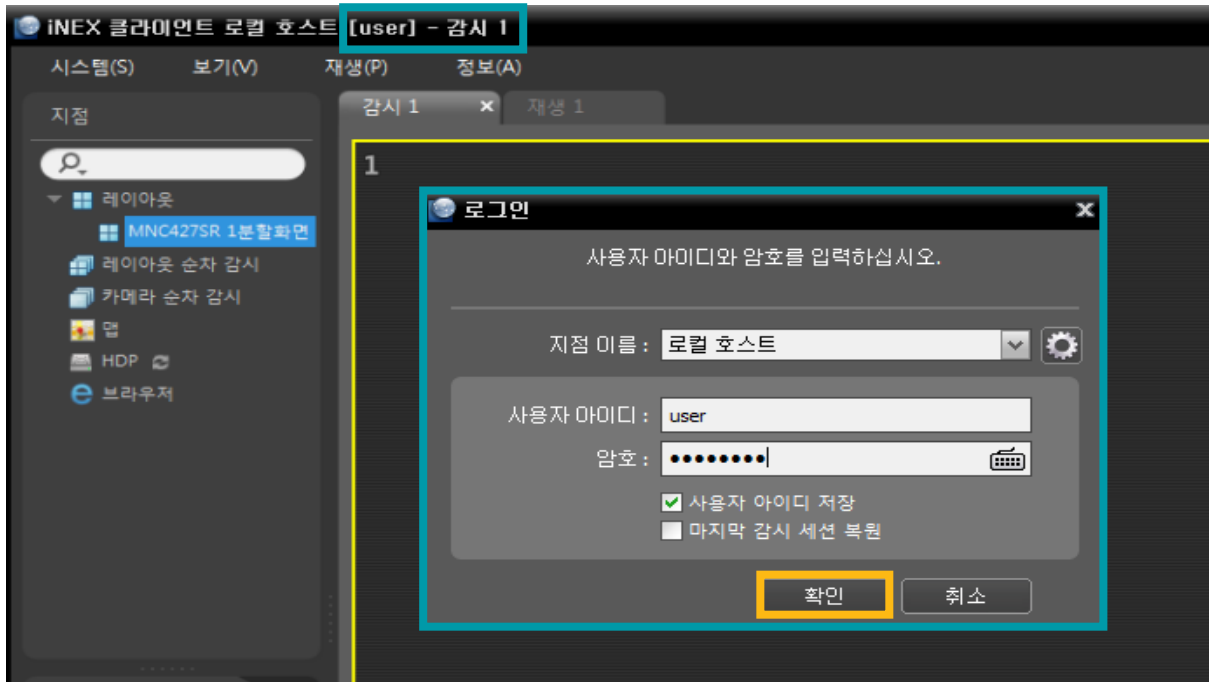 iNEX 클라이언트 로컬 호스트 [user] - 감시 1
시스템(S) 보기(V) 재생(P) 정보(A)
지점
감시 1 x 재생 1
레이아웃
MNC427SR 1분할화면
레이아웃 순차 감시
카메라 순차 감시
맵
HDP
브라우저
1
로그인 x
사용자 아이디와 암호를 입력하십시오.
지점 이름 : 로컬 호스트
사용자 아이디 : user
암호 : ••••••••
사용자 아이디 저장
마지막 감시 세션 복원
확인 취소